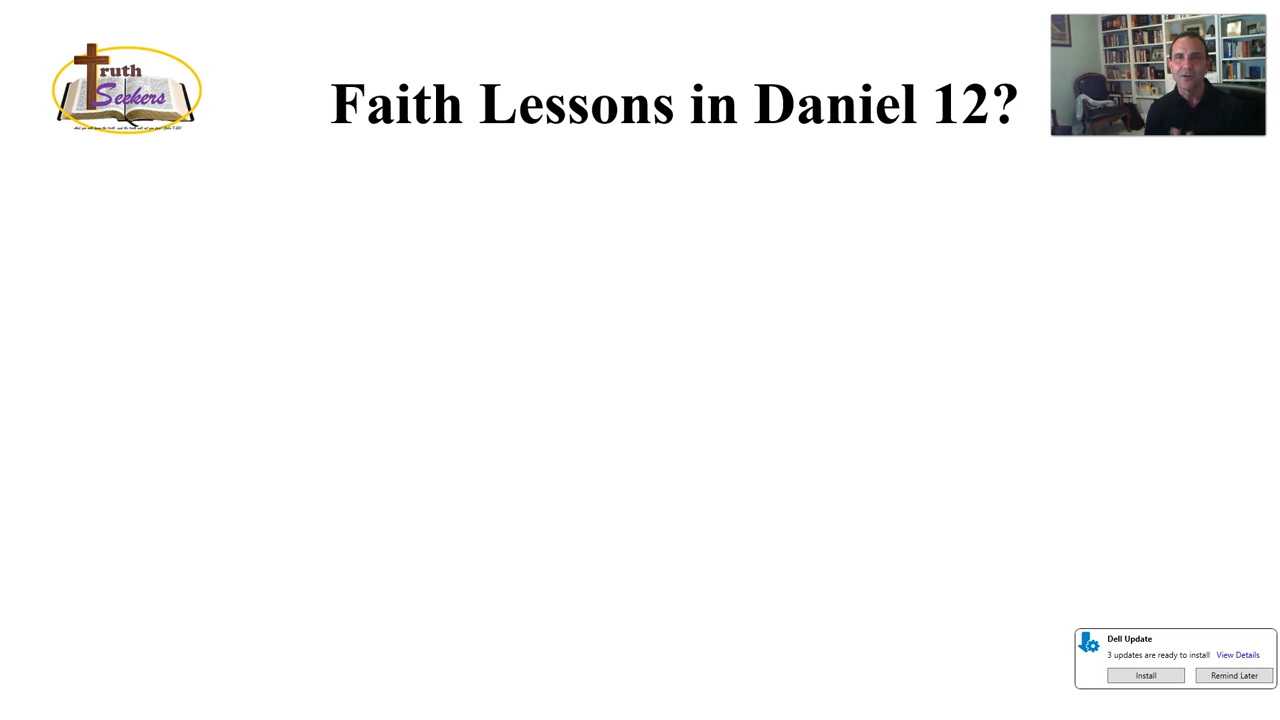 Truth
Seekers
Faith Lessons in Daniel 12?
Dell Update
3 updates are ready to install View Details
Install Remind Later